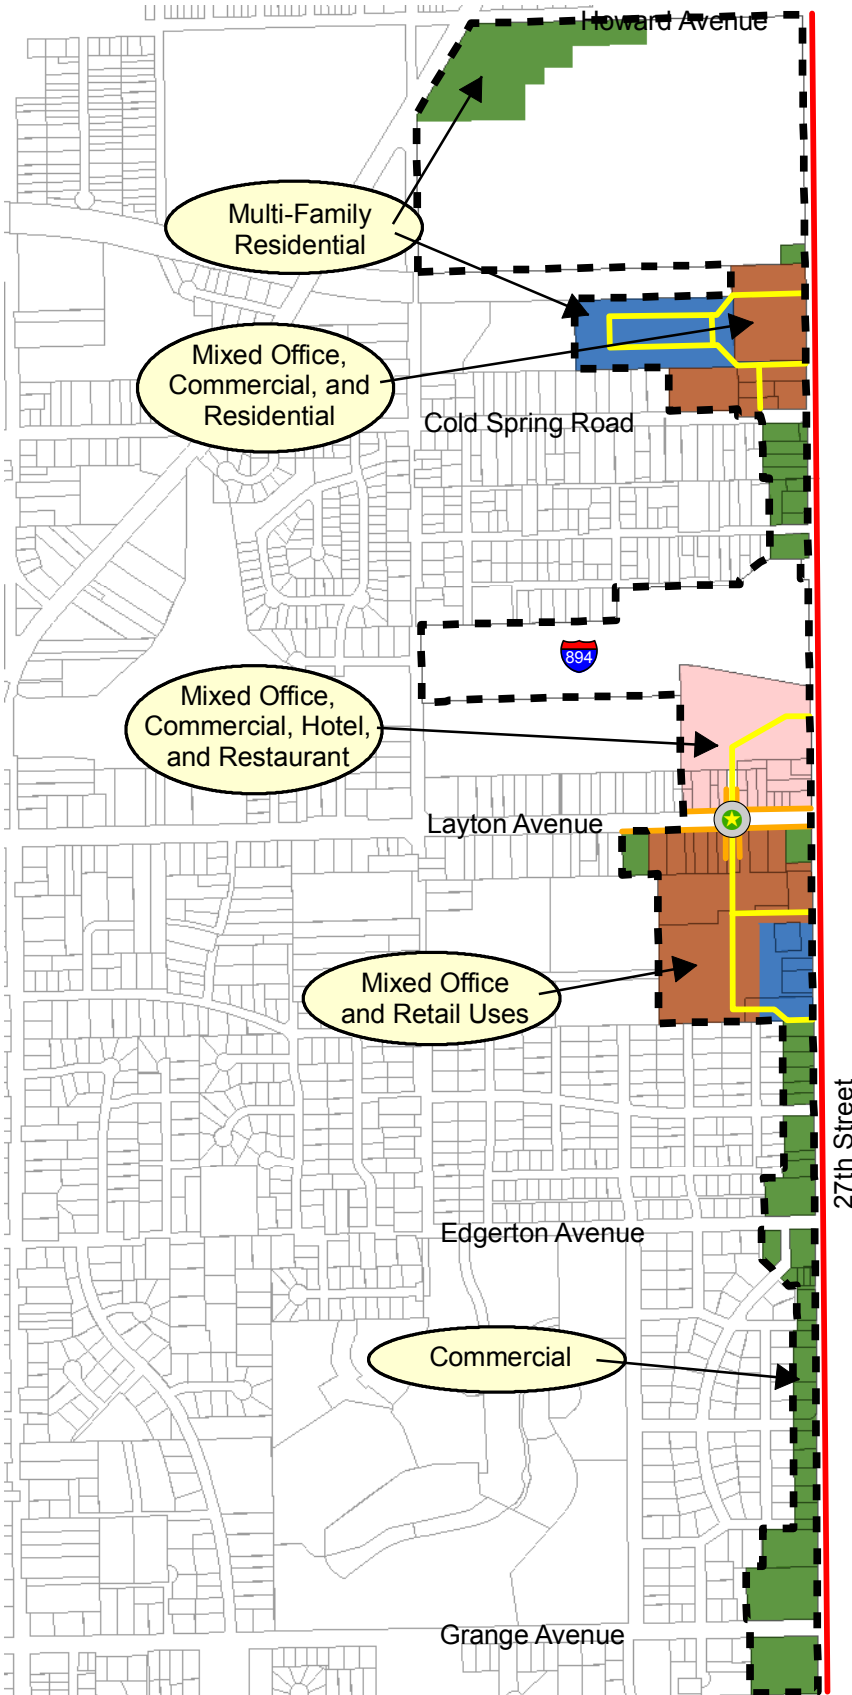 Howard Avenue
Multi-Family
Residential
Mixed Office,
Commercial, and
Residential
Cold Spring Road
894
Mixed Office,
Commercial, Hotel,
and Restaurant
Layton Avenue
Mixed Office
and Retail Uses
27th Street
Edgerton Avenue
Commercial
Grange Avenue